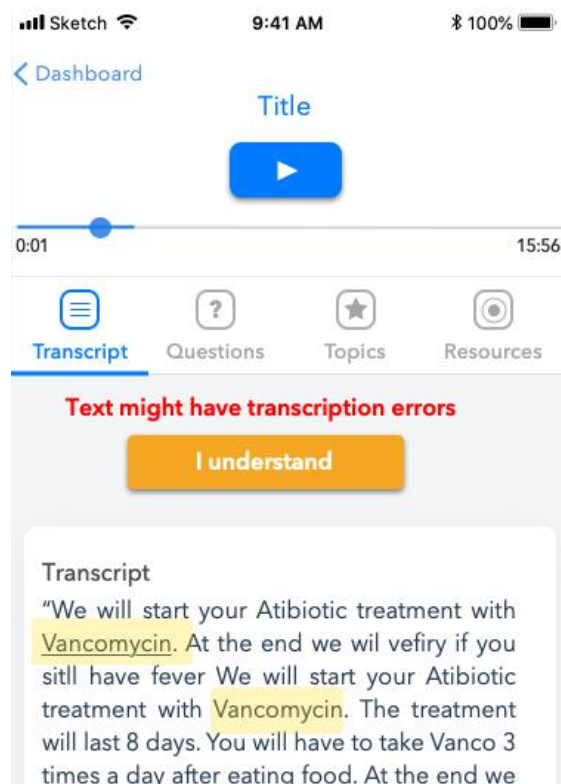 Sketch 9:41 AM 100%
Dashboard
Title
0:01 15:56
?
Transcript Questions Topics Resources
Text might have transcription errors
I understand
Transcript
“We will start your Atibiotic treatment with
Vancomycin. At the end we wil vefiry if you
sitll have fever We will start your Atibiotic
treatment with Vancomycin. The treatment
will last 8 days. You will have to take Vanco 3
times a day after eating food. At the end we